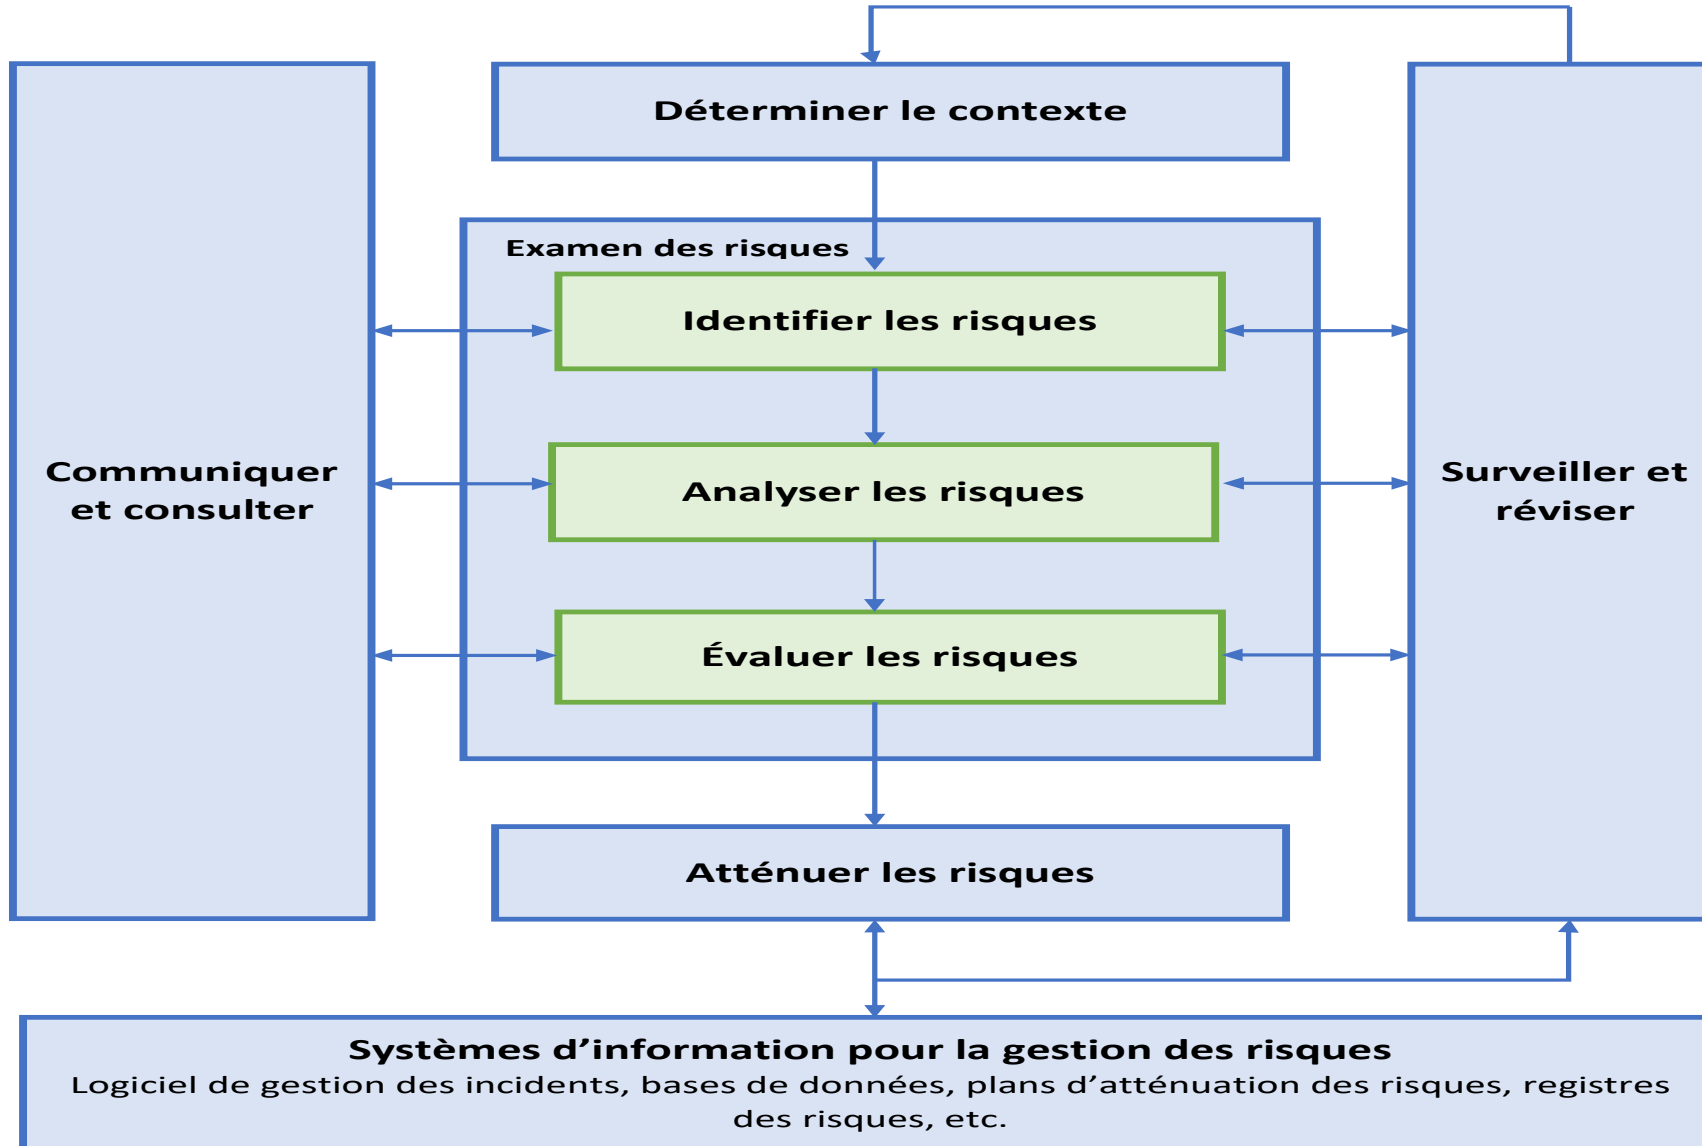 Déterminer le contexte
Examen des risques
Identifier les risques
Communiquer
et consulter
Analyser les risques
Surveiller et
réviser
Évaluer les risques
Atténuer les risques
Systèmes d’information pour la gestion des risques
Logiciel de gestion des incidents, bases de données, plans d’atténuation des risques, registres
des risques, etc.